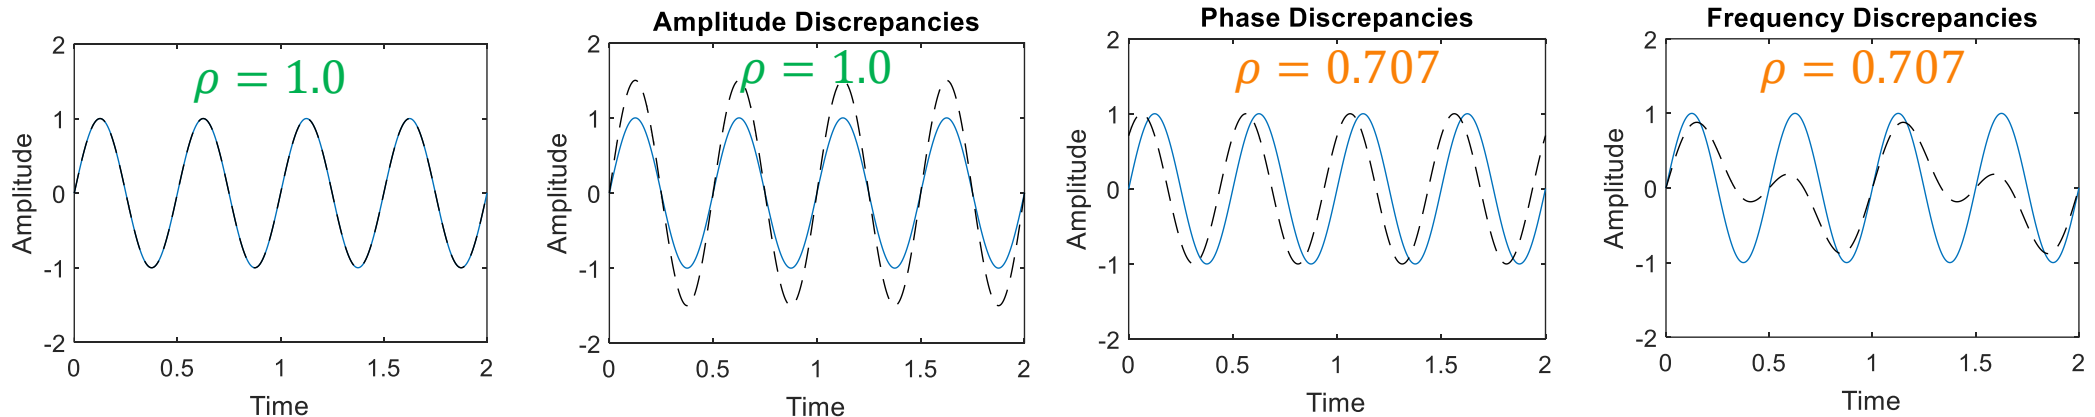 2
1
0
-1
-2
Amplitude
ρ = 1.0
0 0.5 1 1.5 2
Time
Amplitude Discrepancies
2
1
0
-1
-2
Amplitude
ρ = 1.0
0 0.5 1 1.5 2
Time
Phase Discrepancies
2
1
0
-1
-2
Amplitude
ρ = 0.707
0 0.5 1 1.5 2
Time
Frequency Discrepancies
2
1
0
-1
-2
Amplitude
ρ = 0.707
0 0.5 1 1.5 2
Time